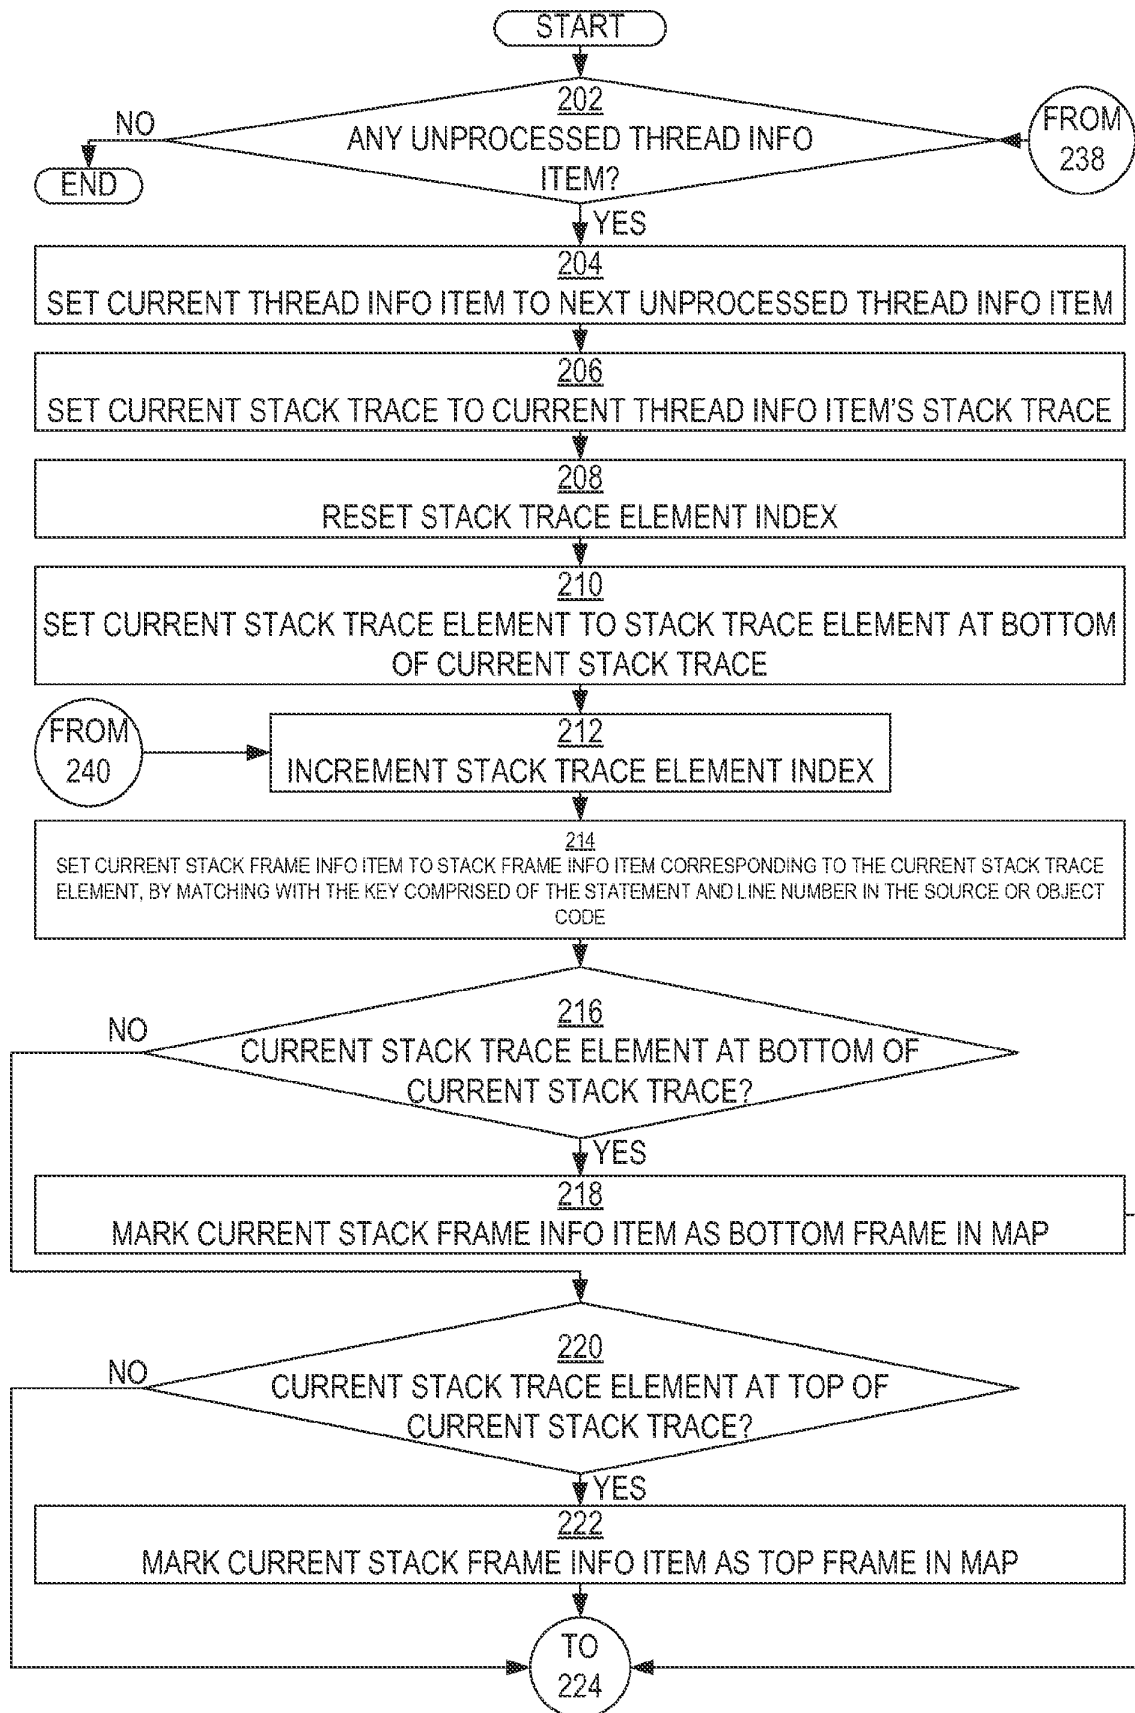 START
202
ANY UNPROCESSED THREAD INFO
ITEM?
NO
END
FROM
238
YES
204
SET CURRENT THREAD INFO ITEM TO NEXT UNPROCESSED THREAD INFO ITEM
206
SET CURRENT STACK TRACE TO CURRENT THREAD INFO ITEM'S STACK TRACE
208
RESET STACK TRACE ELEMENT INDEX
210
SET CURRENT STACK TRACE ELEMENT TO STACK TRACE ELEMENT AT BOTTOM
OF CURRENT STACK TRACE
FROM
240
212
INCREMENT STACK TRACE ELEMENT INDEX
214
SET CURRENT STACK FRAME INFO ITEM TO STACK FRAME INFO ITEM CORRESPONDING TO THE CURRENT STACK TRACE
ELEMENT, BY MATCHING WITH THE KEY COMPRISED OF THE STATEMENT AND LINE NUMBER IN THE SOURCE OR OBJECT
CODE
216
CURRENT STACK TRACE ELEMENT AT BOTTOM OF
CURRENT STACK TRACE?
NO
YES
218
MARK CURRENT STACK FRAME INFO ITEM AS BOTTOM FRAME IN MAP
220
CURRENT STACK TRACE ELEMENT AT TOP OF
CURRENT STACK TRACE?
NO
YES
222
MARK CURRENT STACK FRAME INFO ITEM AS TOP FRAME IN MAP
TO
224